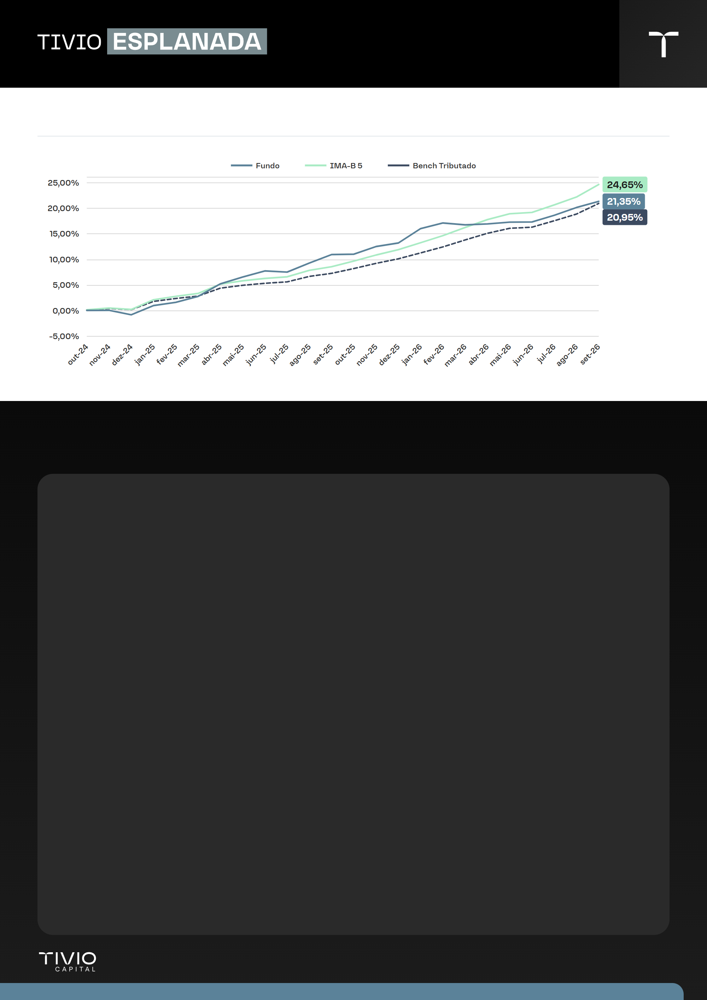 TIVIO ESPLANADA
Fundo IMA-B 5 Bench Tributado
25,00%
20,00%
15,00%
10,00%
5,00%
0,00%
-5,00%
24,65%
21,35%
20,95%
out-24 nov-24 dez-24 jan-25 fev-25 mar-25 abr-25 mai-25 jun-25 jul-25 ago-25 set-25 out-25 nov-25 dez-25 jan-26 fev-26 mar-26 abr-26 mai-26 jun-26 jul-26 ago-26 set-26
TIVIO
CAPITAL